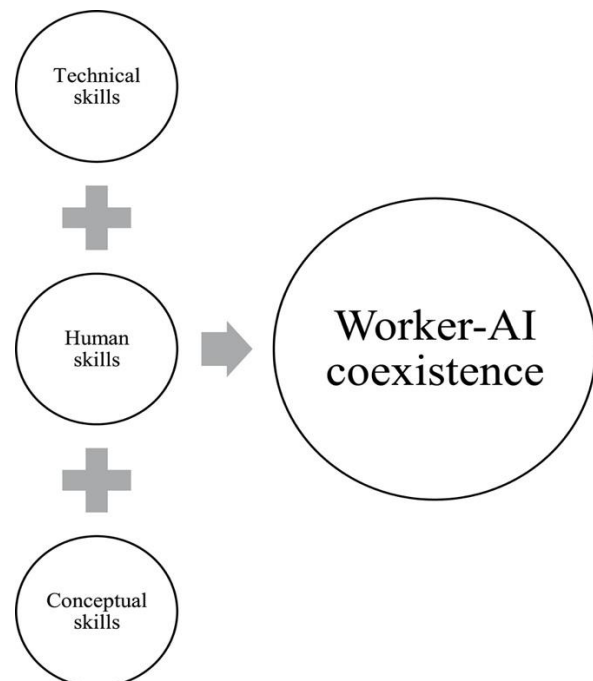 Technical
skills
Human
skills
Worker-AI
coexistence
Conceptual
skills